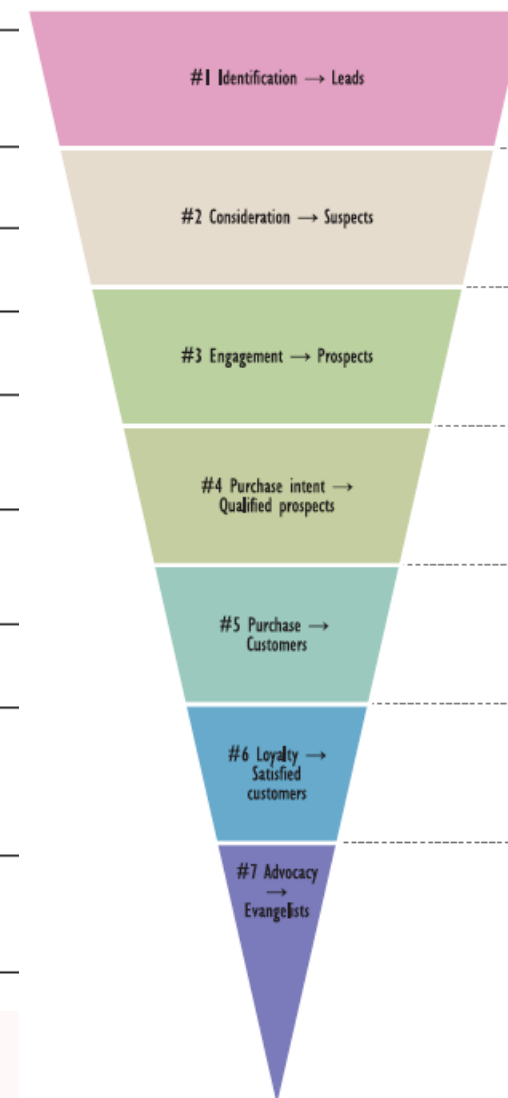 #1 Identification → Leads
#2 Consideration → Suspects
#3 Engagement → Prospects
#4 Purchase intent →
Qualified prospects
#5 Purchase →
Customers
#6 Loyalty →
Satisfied
customers
#7 Advocacy
→
Evangelists